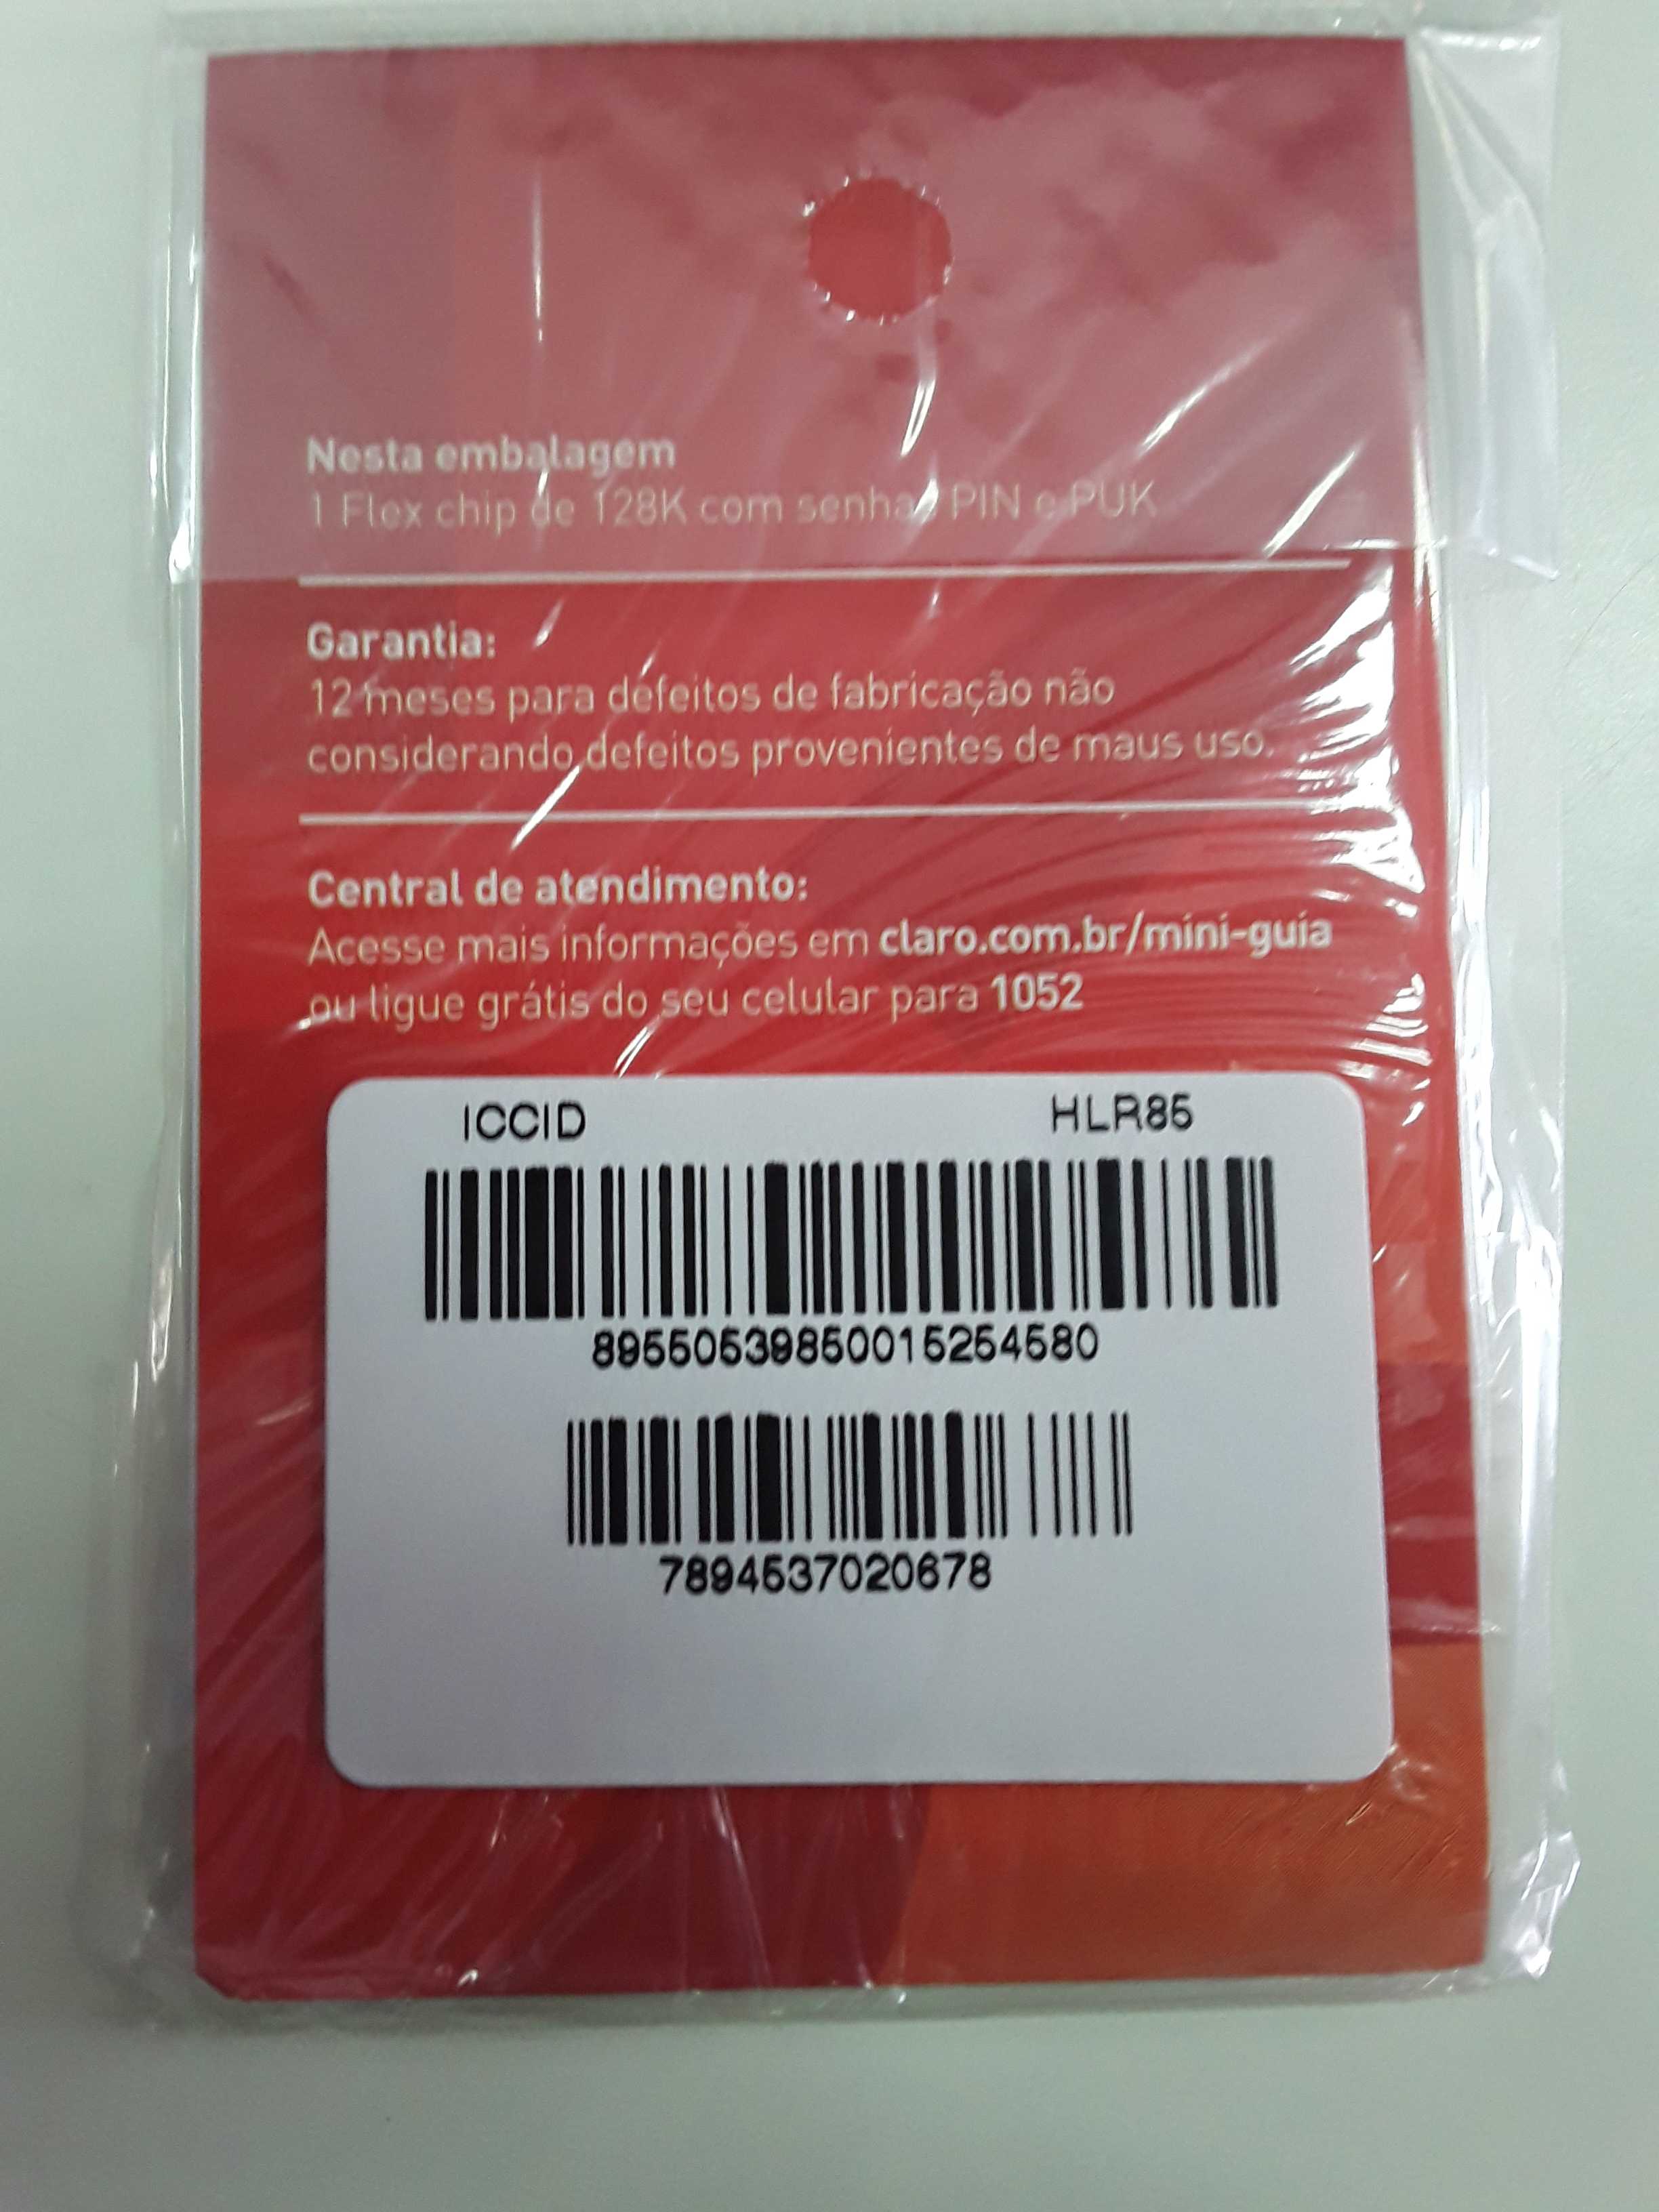 Nesta embalagem
1 Flex chip de 128K com senhas PIN e PUK
Garantia:
12 meses para defeitos de fabricação não
considerando defeitos provenientes de maus uso.
Central de atendimento:
Acesse mais informações em claro.com.br/mini-guia
ou ligue grátis do seu celular para 1052
ICCID HLR85
89550539850015254580
7894537020678